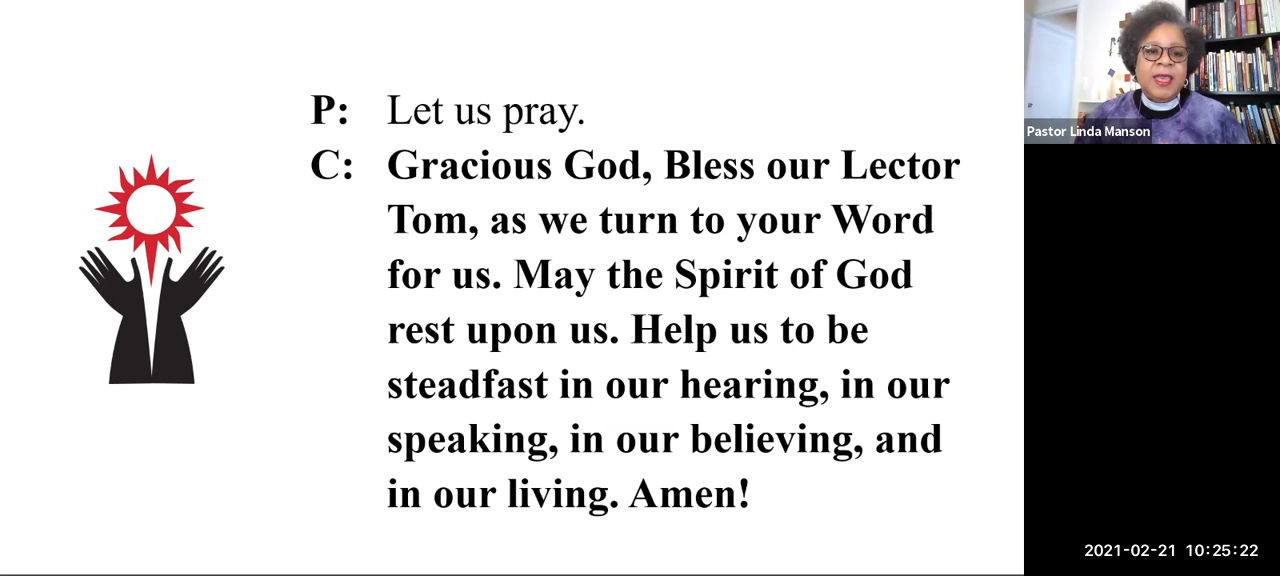 P: Let us pray.
C: Gracious God, Bless our Lector
Tom, as we turn to your Word
for us. May the Spirit of God
rest upon us. Help us to be
steadfast in our hearing, in our
speaking, in our believing, and
in our living. Amen!
Pastor Linda Manson
2021-02-21 10:25:22